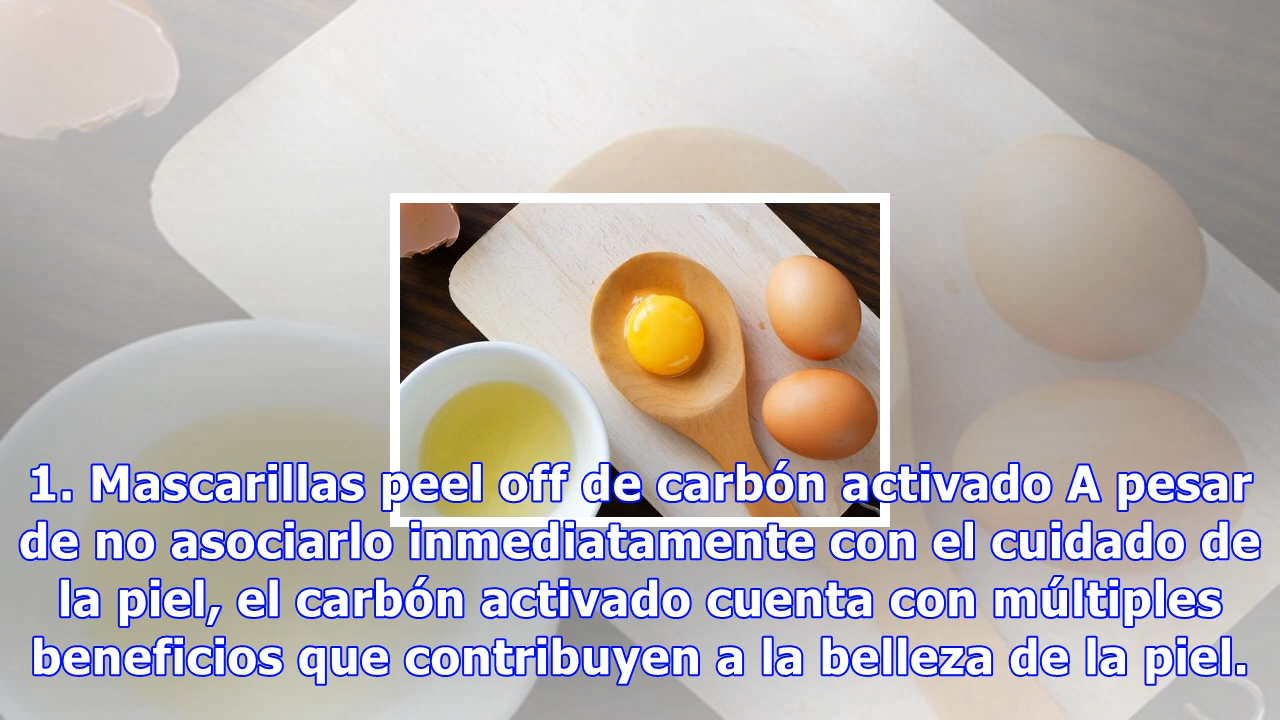 1. Mascarillas peel off de carbón activado A pesar
de no asociarlo inmediatamente con el cuidado de
la piel, el carbón activado cuenta con múltiples
beneficios que contribuyen a la belleza de la piel.